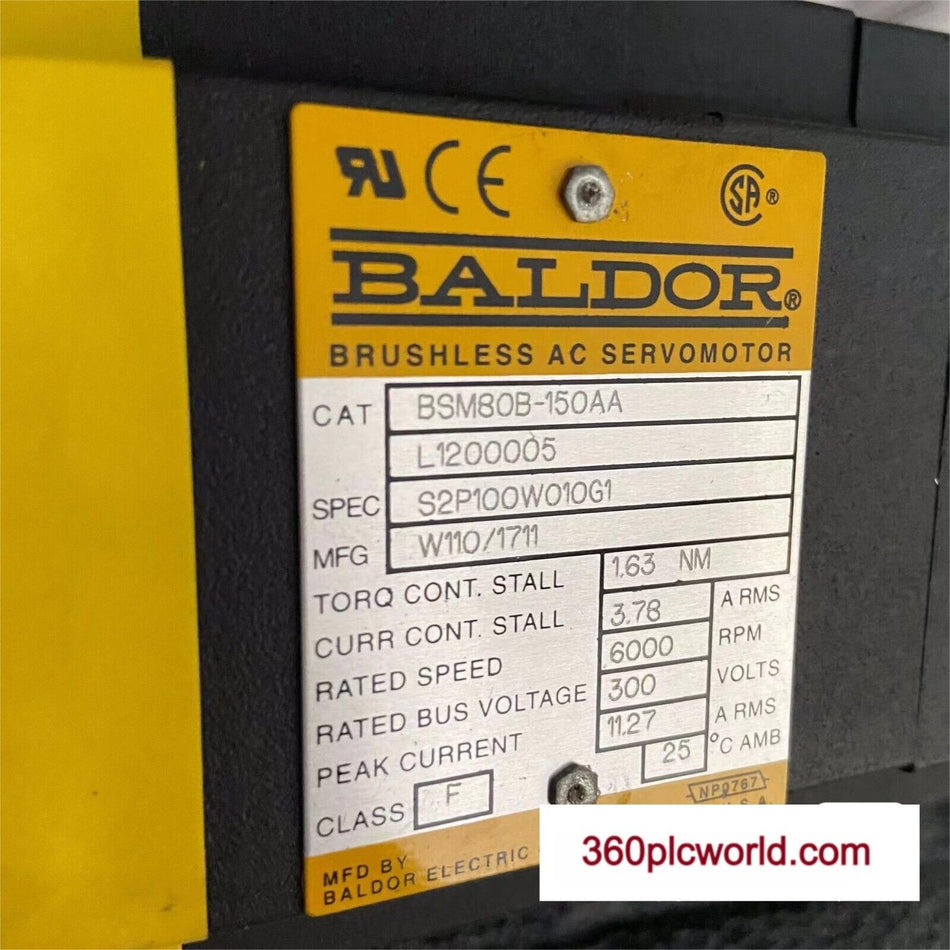 RU CE SA ®
BALDOR®
BRUSHLESS AC SERVOMOTOR
CAT BSM80B-150AA
L1200005
SPEC S2P100W010G1
MFG W110/1711
TORQ CONT. STALL 1.63 NM
CURR CONT. STALL 3.78 A RMS
RATED SPEED 6000 RPM
RATED BUS VOLTAGE 300 VOLTS
PEAK CURRENT 11.27 A RMS
CLASS F 25 °C AMB
NP0767
MFD BY
BALDOR ELECTRIC
360plcworld.com